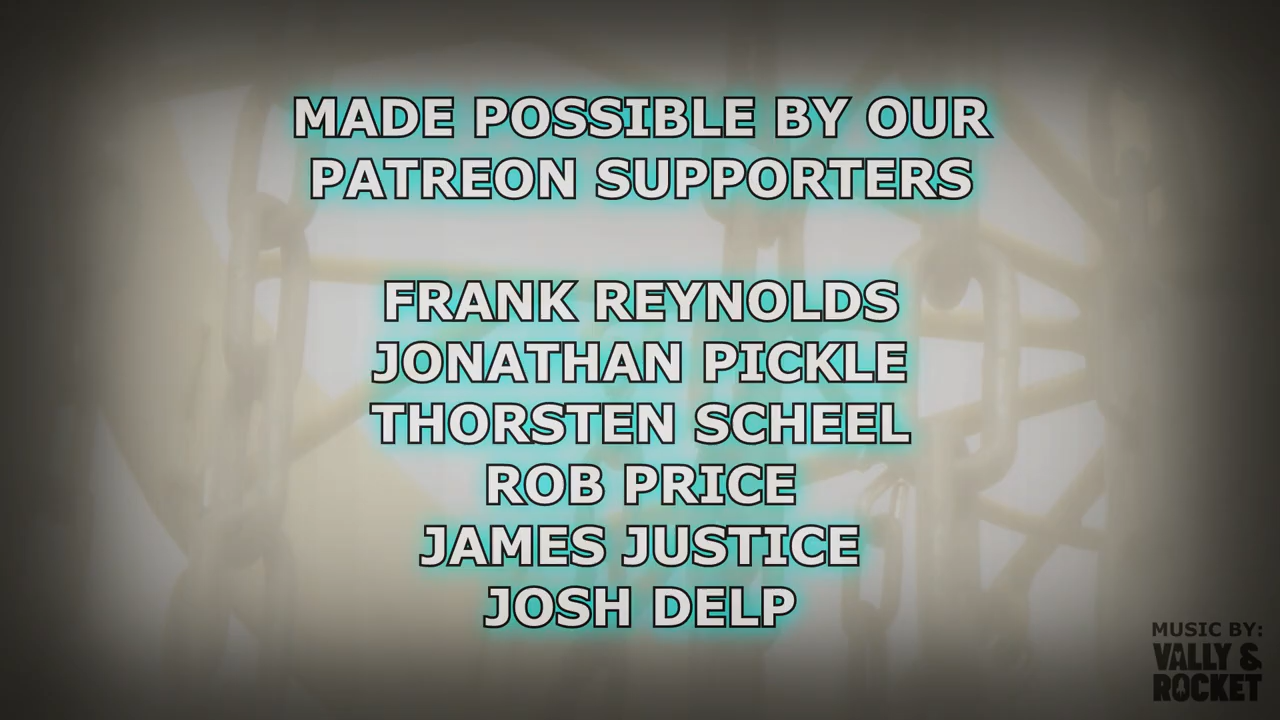 MADE POSSIBLE BY OUR
PATREON SUPPORTERS
FRANK REYNOLDS
JONATHAN PICKLE
THORSTEN SCHEEL
ROB PRICE
JAMES JUSTICE
JOSH DELP
MUSIC BY:
VALLY &
ROCKET